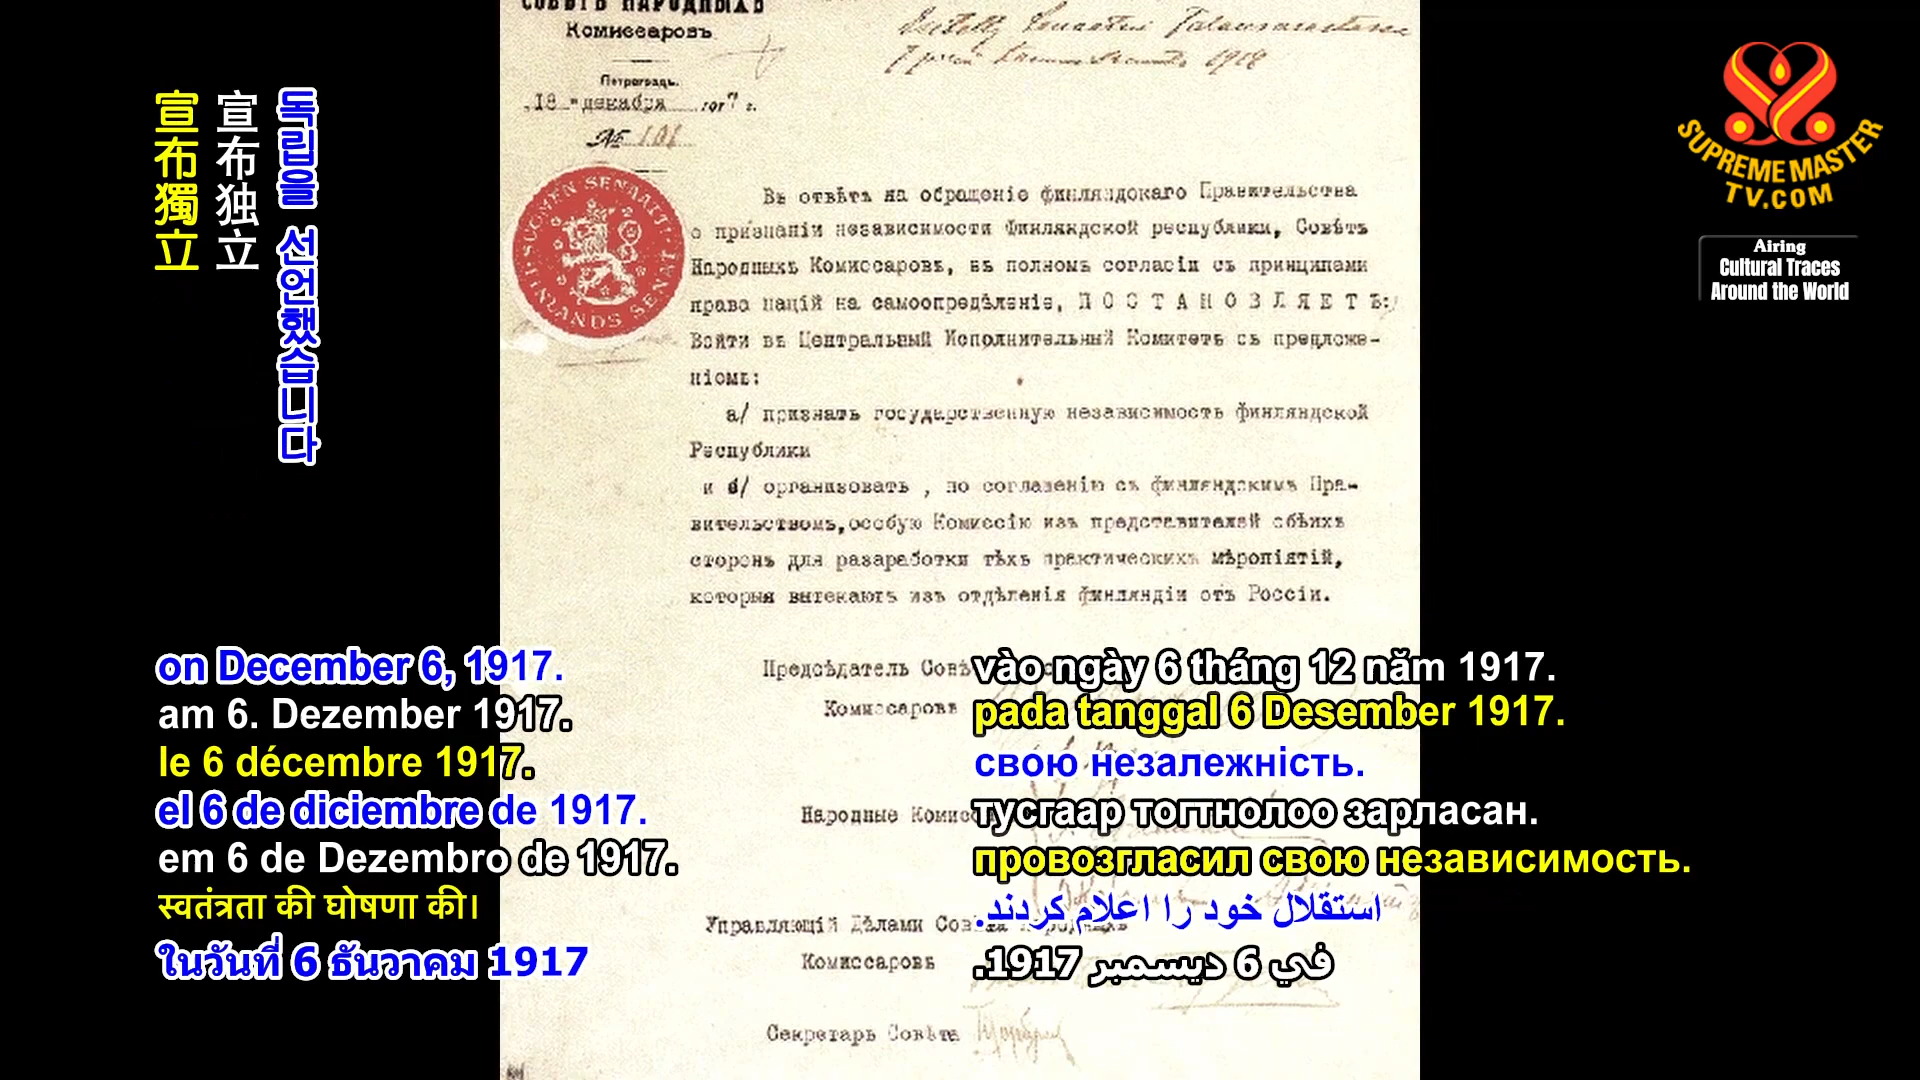 СОВѢТЪ НАРОДНЫХЪ
Комиссаровъ
Петроградъ.
„18 " декабря 1917 г.
№ 101
1918
SUOMEN SENAATTI
FINLANDS SENAT
Въ отвѣтъ на обращеніе финляндскаго Правительства
о признаніи независимости Финляндской республики, Совѣтъ
Народныхъ Комиссаровъ, въ полномъ согласіи съ принципами
право націй на самоопредѣленіе, П О С Т А Н О В Л Я Е Т Ъ:
Войти въ Центральный Исполнительный Комитетъ съ предложе-
ніемъ:
а/ признать государственную независимость финляндской
Республики
и б/ организовать , по соглашенію съ финляндскимъ Пра-
вительствомъ,особую Комиссію изъ представителей обѣихъ
сторонъ для разаработки тѣхъ практическихъ мѣропіятій,
которыя вытекаютъ изъ отдѣленія финляндіи отъ Россіи.
Предсѣдатель Совѣ
Комиссаровъ
Народные Комисс
Управляющій Дѣлами Сов
Комиссаровъ
Секретарь Совѣта
독립을 선언했습니다
宣布独立
宣布獨立
on December 6, 1917.
am 6. Dezember 1917.
le 6 décembre 1917.
el 6 de diciembre de 1917.
em 6 de Dezembro de 1917.
स्वतंत्रता की घोषणा की।
ในวันที่ 6 ธันวาคม 1917
vào ngày 6 tháng 12 năm 1917.
pada tanggal 6 Desember 1917.
свою незалежність.
тусгаар тогтнолоо зарласан.
провозгласил свою независимость.
استقلال خود را اعلام کردند.
في 6 ديسمبر 1917.
SUPREME MASTER
TV.COM
Airing
Cultural Traces
Around the World